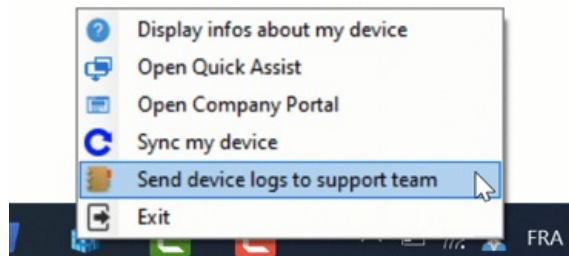 Display infos about my device
Open Quick Assist
Open Company Portal
Sync my device
Send device logs to support team
Exit
FRA